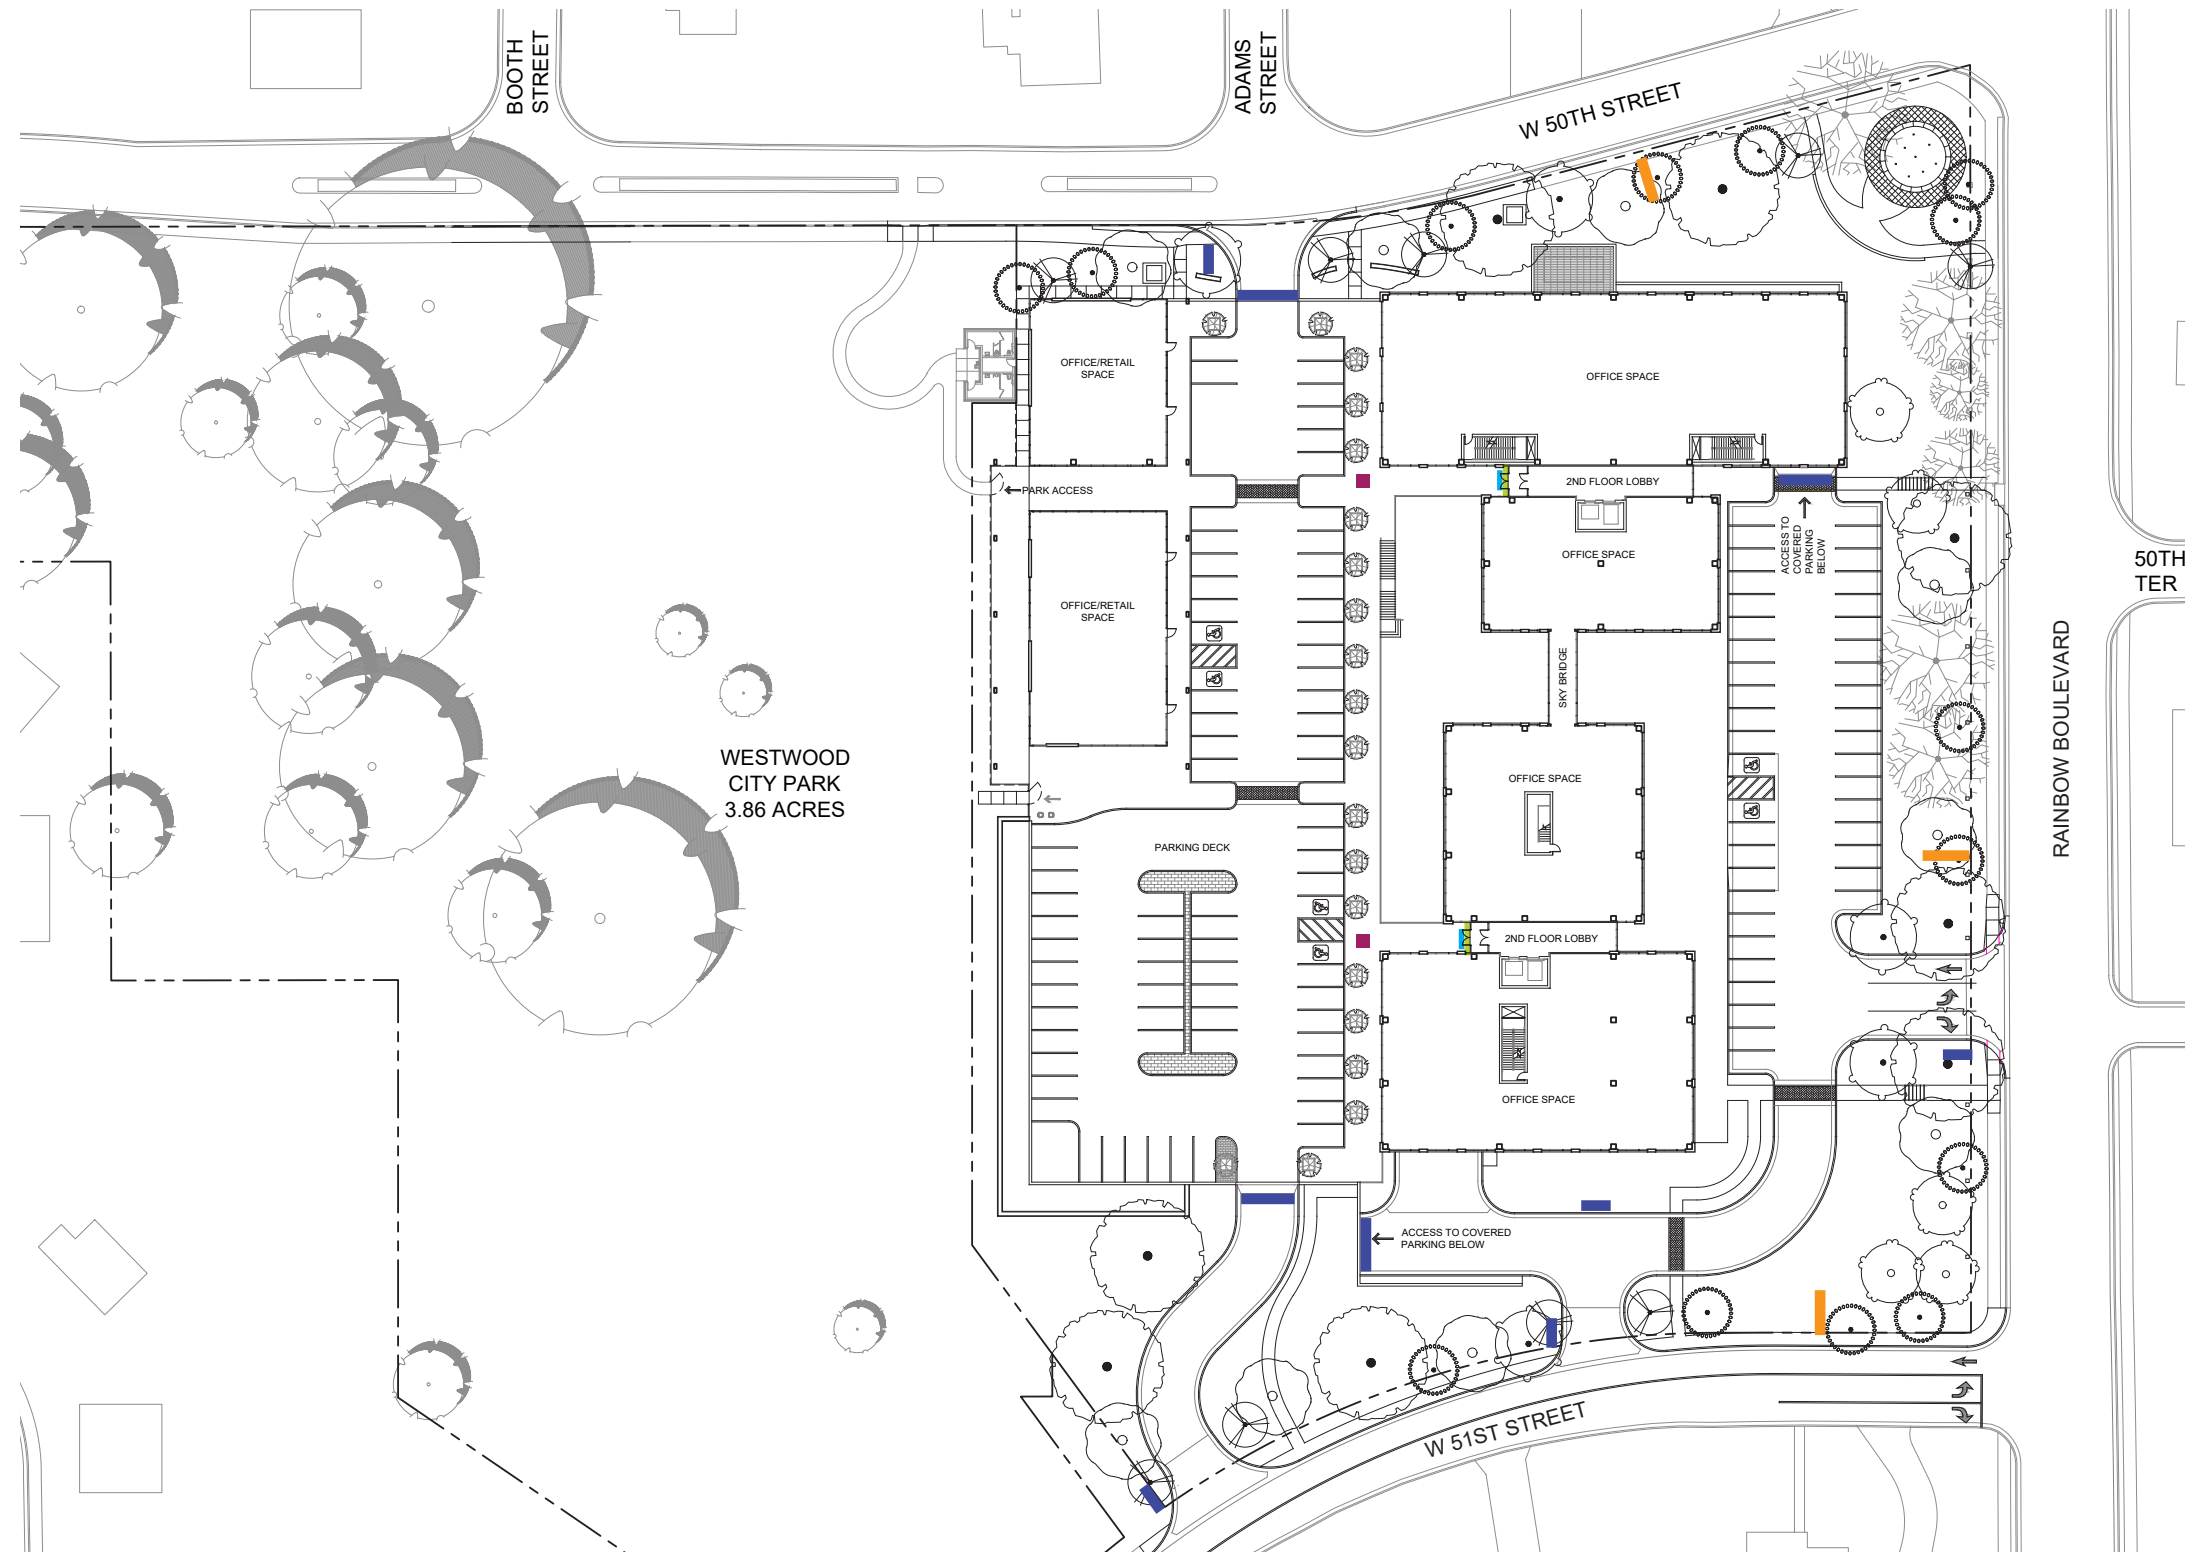 BOOTH
STREET
ADAMS
STREET
W 50TH STREET
OFFICE/RETAIL
SPACE
OFFICE SPACE
PARK ACCESS
2ND FLOOR LOBBY
ACCESS TO
COVERED
PARKING
BELOW
OFFICE SPACE
50TH
TER
OFFICE/RETAIL
SPACE
SKY BRIDGE
RAINBOW BOULEVARD
WESTWOOD
CITY PARK
3.86 ACRES
OFFICE SPACE
PARKING DECK
2ND FLOOR LOBBY
OFFICE SPACE
ACCESS TO COVERED
PARKING BELOW
W 51ST STREET